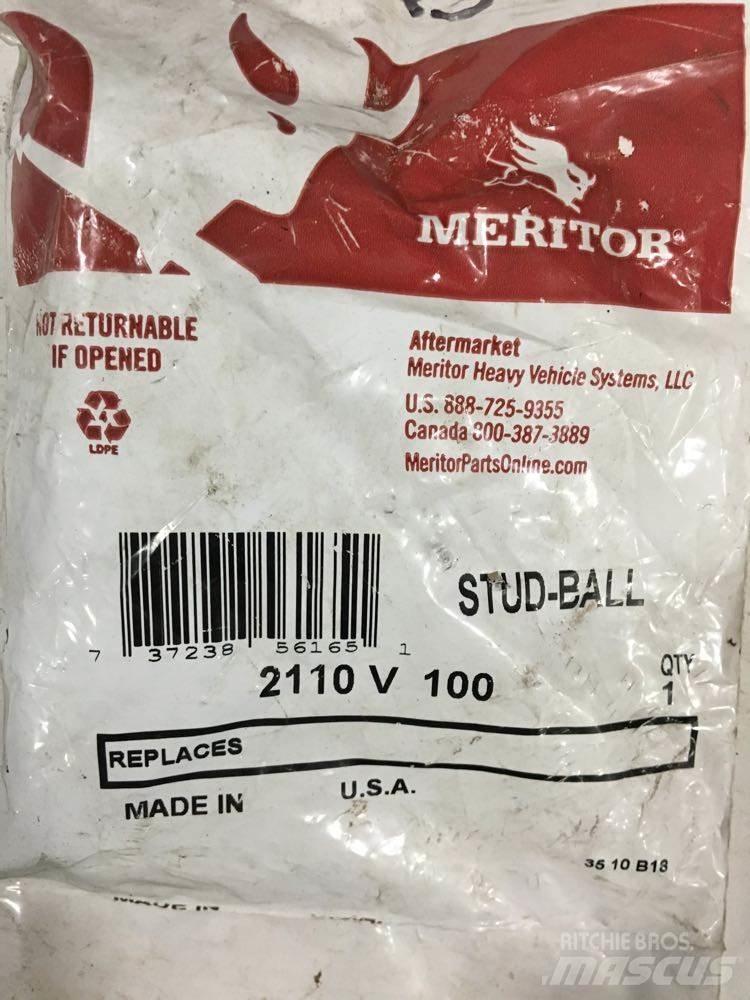 MERITOR
NOT RETURNABLE
IF OPENED
LDPE
Aftermarket
Meritor Heavy Vehicle Systems, LLC
U.S. 888-725-9355
Canada 800-387-3889
MeritorPartsOnline.com
7 37238 56165 1
STUD-BALL
2110 V 100
QTY
1
REPLACES
MADE IN U.S.A.
35 10 B13
RITCHIE BROS.
MASCUS